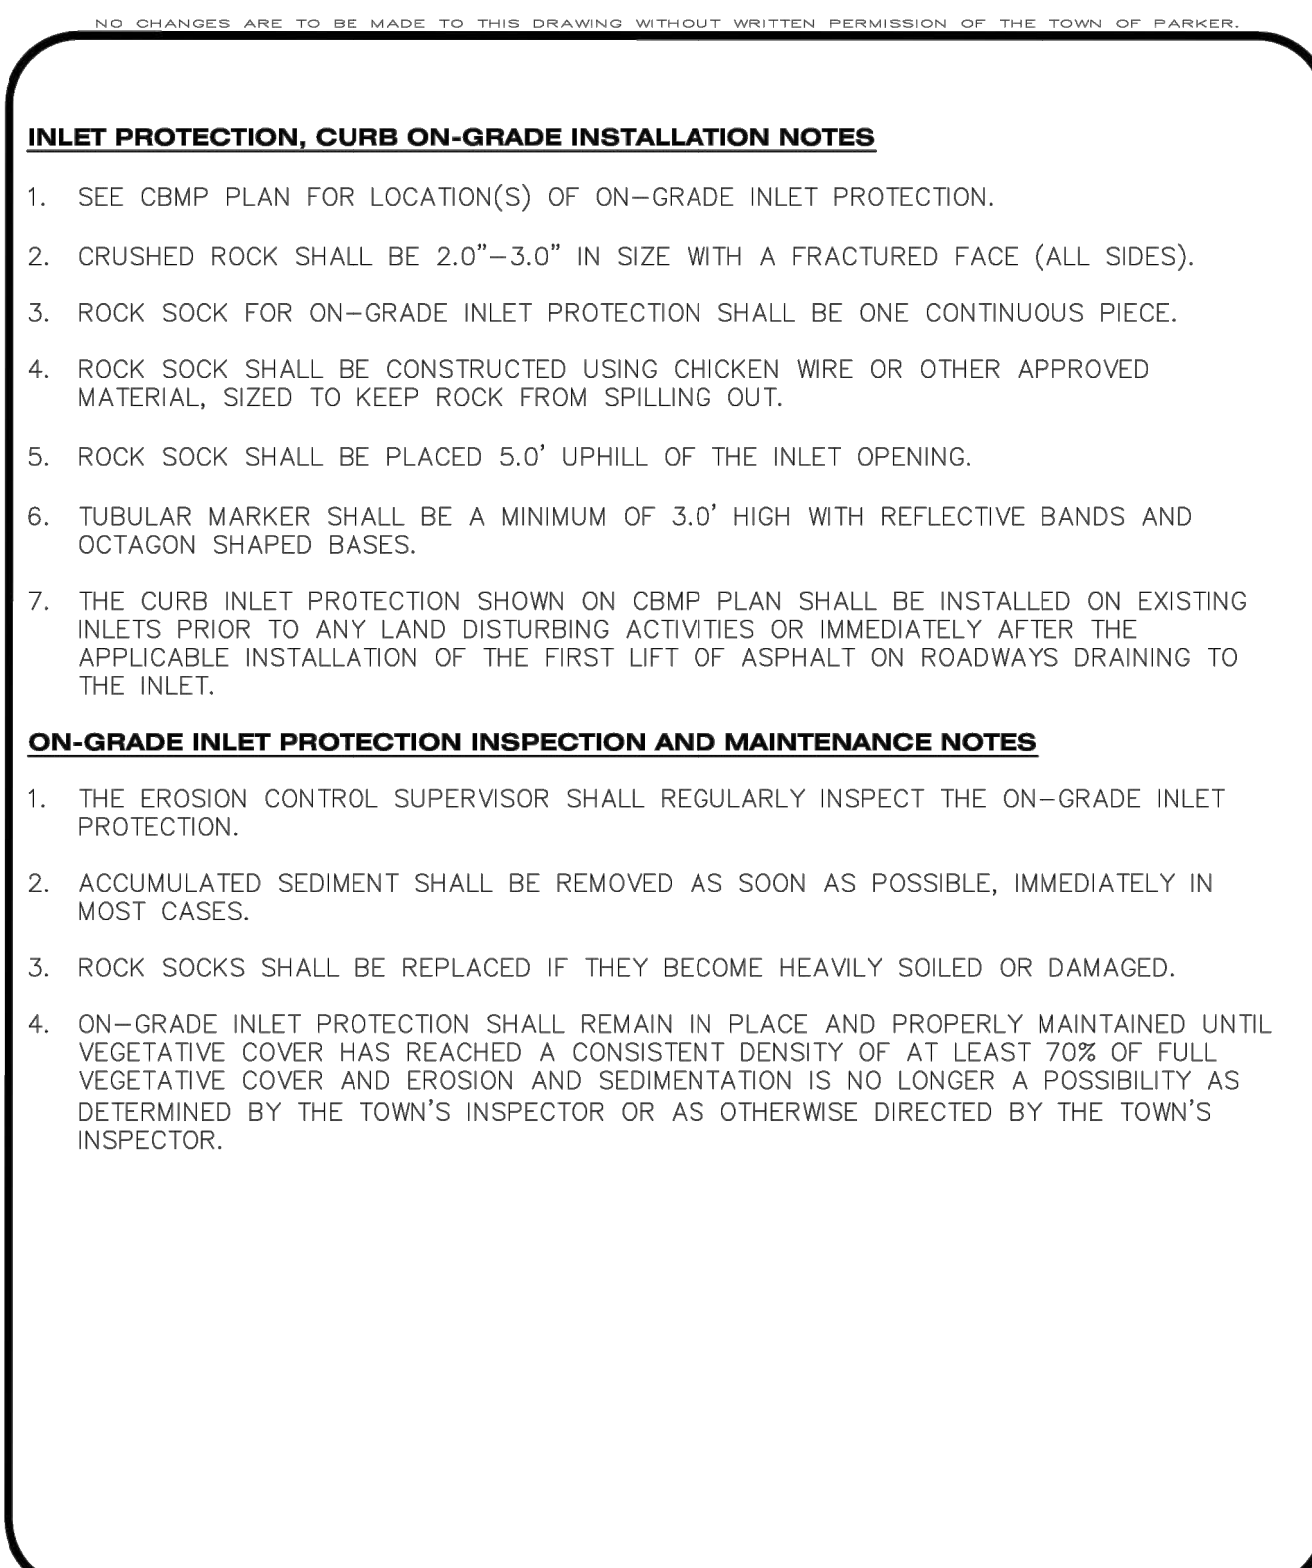 NO CHANGES ARE TO BE MADE TO THIS DRAWING WITHOUT WRITTEN PERMISSION OF THE TOWN OF PARKER.
INLET PROTECTION, CURB ON-GRADE INSTALLATION NOTES
1. SEE CBMP PLAN FOR LOCATION(S) OF ON-GRADE INLET PROTECTION.
2. CRUSHED ROCK SHALL BE 2.0"-3.0" IN SIZE WITH A FRACTURED FACE (ALL SIDES).
3. ROCK SOCK FOR ON-GRADE INLET PROTECTION SHALL BE ONE CONTINUOUS PIECE.
4. ROCK SOCK SHALL BE CONSTRUCTED USING CHICKEN WIRE OR OTHER APPROVED
MATERIAL, SIZED TO KEEP ROCK FROM SPILLING OUT.
5. ROCK SOCK SHALL BE PLACED 5.0' UPHILL OF THE INLET OPENING.
6. TUBULAR MARKER SHALL BE A MINIMUM OF 3.0' HIGH WITH REFLECTIVE BANDS AND
OCTAGON SHAPED BASES.
7. THE CURB INLET PROTECTION SHOWN ON CBMP PLAN SHALL BE INSTALLED ON EXISTING
INLETS PRIOR TO ANY LAND DISTURBING ACTIVITIES OR IMMEDIATELY AFTER THE
APPLICABLE INSTALLATION OF THE FIRST LIFT OF ASPHALT ON ROADWAYS DRAINING TO
THE INLET.
ON-GRADE INLET PROTECTION INSPECTION AND MAINTENANCE NOTES
1. THE EROSION CONTROL SUPERVISOR SHALL REGULARLY INSPECT THE ON-GRADE INLET
PROTECTION.
2. ACCUMULATED SEDIMENT SHALL BE REMOVED AS SOON AS POSSIBLE, IMMEDIATELY IN
MOST CASES.
3. ROCK SOCKS SHALL BE REPLACED IF THEY BECOME HEAVILY SOILED OR DAMAGED.
4. ON-GRADE INLET PROTECTION SHALL REMAIN IN PLACE AND PROPERLY MAINTAINED UNTIL
VEGETATIVE COVER HAS REACHED A CONSISTENT DENSITY OF AT LEAST 70% OF FULL
VEGETATIVE COVER AND EROSION AND SEDIMENTATION IS NO LONGER A POSSIBILITY AS
DETERMINED BY THE TOWN'S INSPECTOR OR AS OTHERWISE DIRECTED BY THE TOWN'S
INSPECTOR.